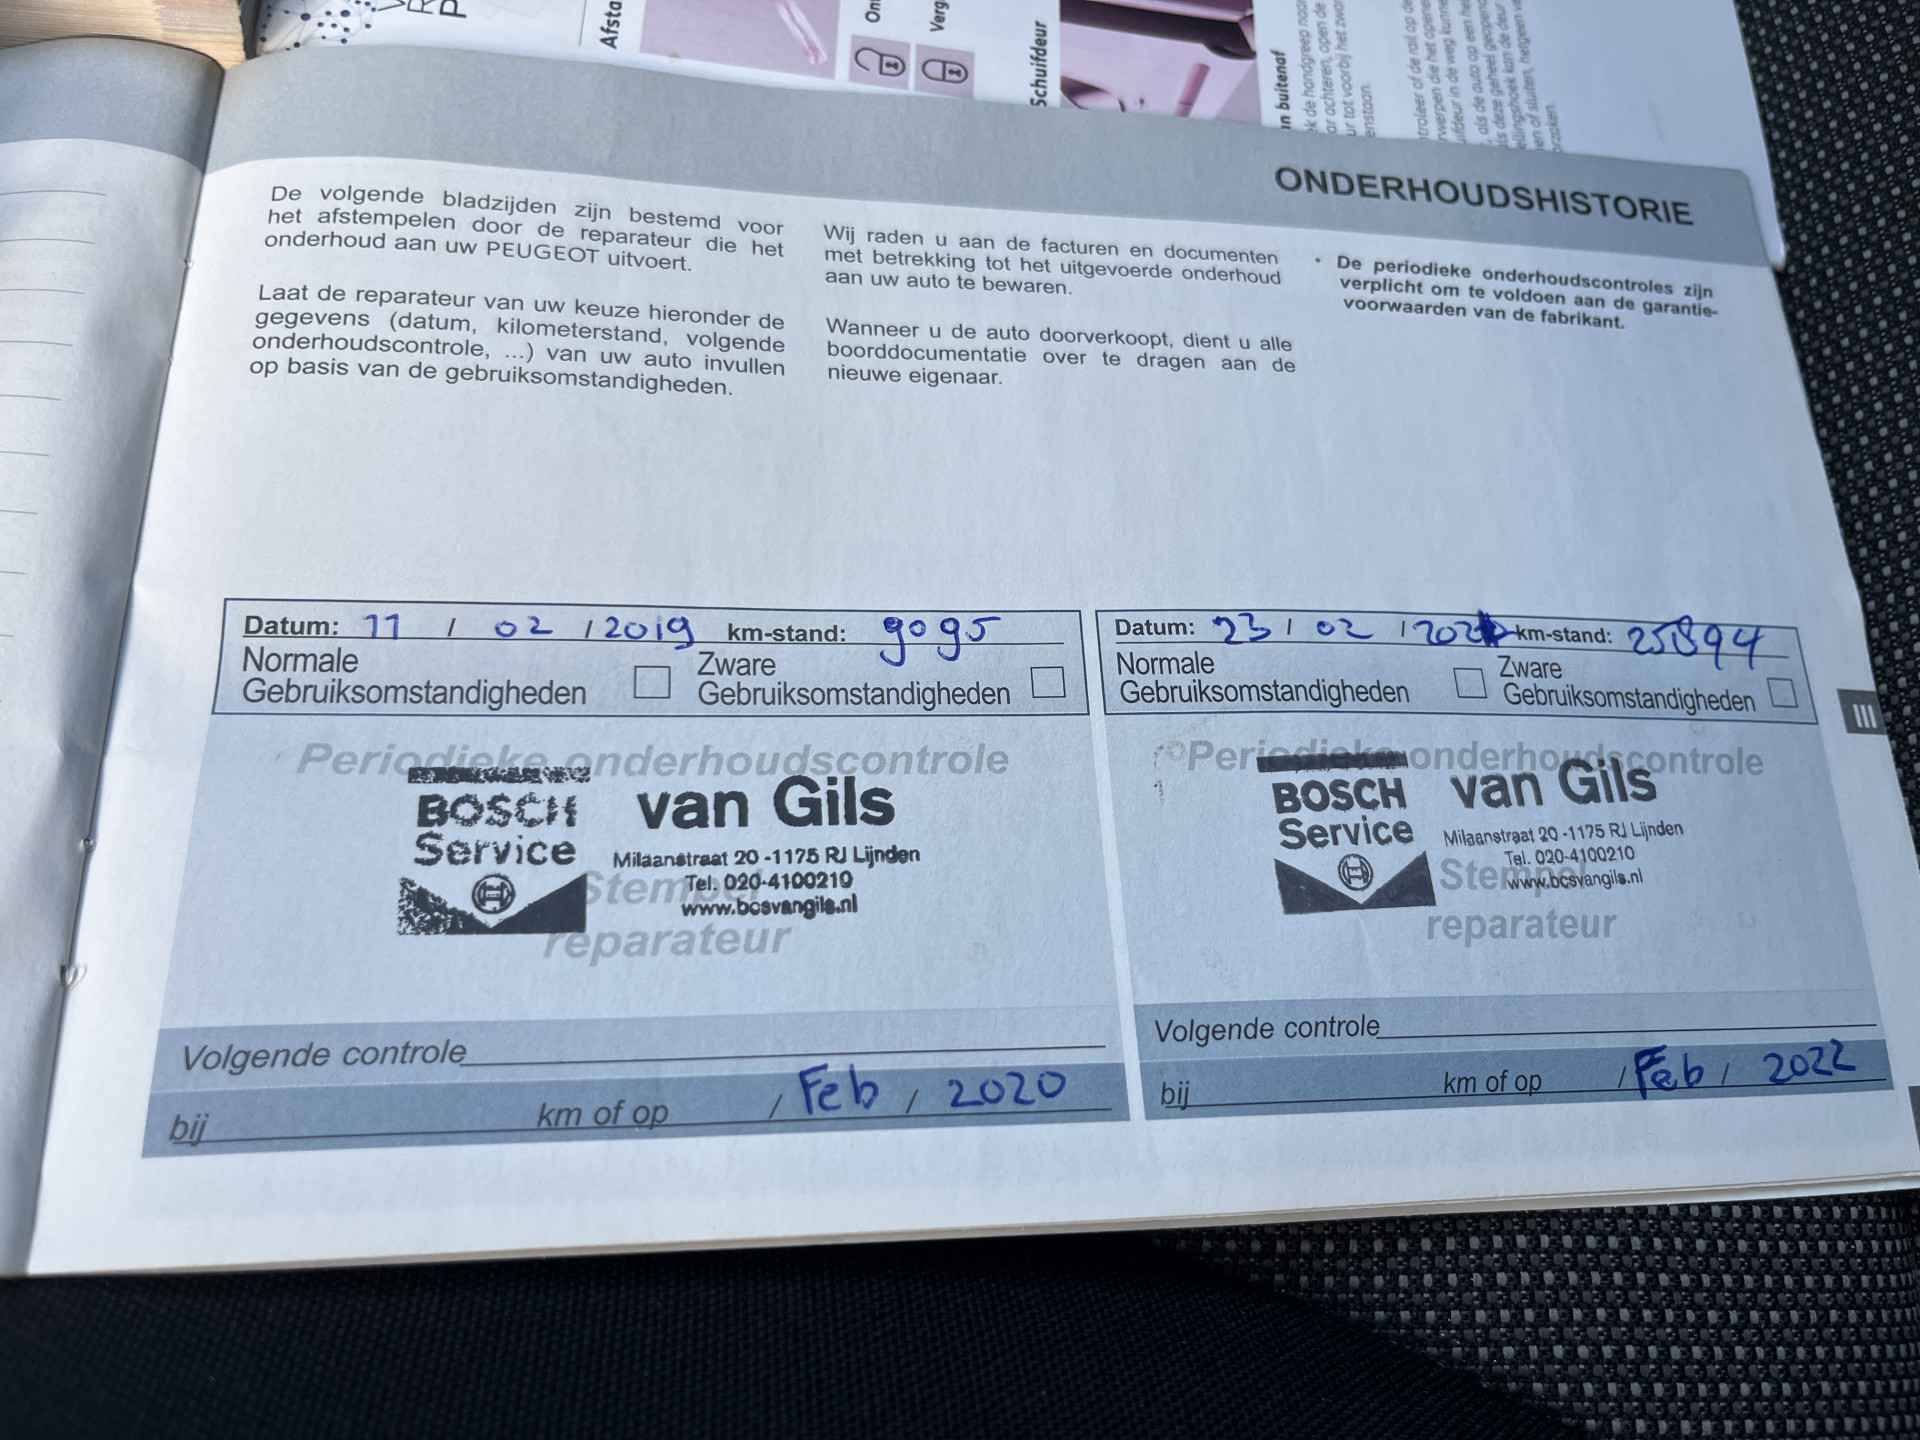 Afsta
Schuifdeur
n buitenaf
ONDERHOUDSHISTORIE
De volgende bladzijden zijn bestemd voor
het afstempelen door de reparateur die het
onderhoud aan uw PEUGEOT uitvoert.
Laat de reparateur van uw keuze hieronder de
gegevens (datum, kilometerstand, volgende
onderhoudscontrole, ...) van uw auto invullen
op basis van de gebruiksomstandigheden.
Wij raden u aan de facturen en documenten
met betrekking tot het uitgevoerde onderhoud
aan uw auto te bewaren.
Wanneer u de auto doorverkoopt, dient u alle
boorddocumentatie over te dragen aan de
nieuwe eigenaar.
• De periodieke onderhoudscontroles zijn
verplicht om te voldoen aan de garantie-
voorwaarden van de fabrikant.
Datum: 11 / 02 / 2019 km-stand: 9095
Normale
Gebruiksomstandigheden
Zware
Gebruiksomstandigheden
Periodieke onderhoudscontrole
BOSCH
Service
van Gils
Milaanstraat 20 -1175 RJ Lijnden
Tel. 020-4100210
www.bcsvangils.nl
Stempel
reparateur
Volgende controle
bij km of op / Feb / 2020
Datum: 23 / 02 / 2021 km-stand: 25894
Normale
Gebruiksomstandigheden
Zware
Gebruiksomstandigheden
Periodieke onderhoudscontrole
BOSCH
Service
van Gils
Milaanstraat 20 -1175 RJ Lijnden
Tel. 020-4100210
www.bcsvangils.nl
Stempel
reparateur
Volgende controle
bij km of op / Feb / 2022
III